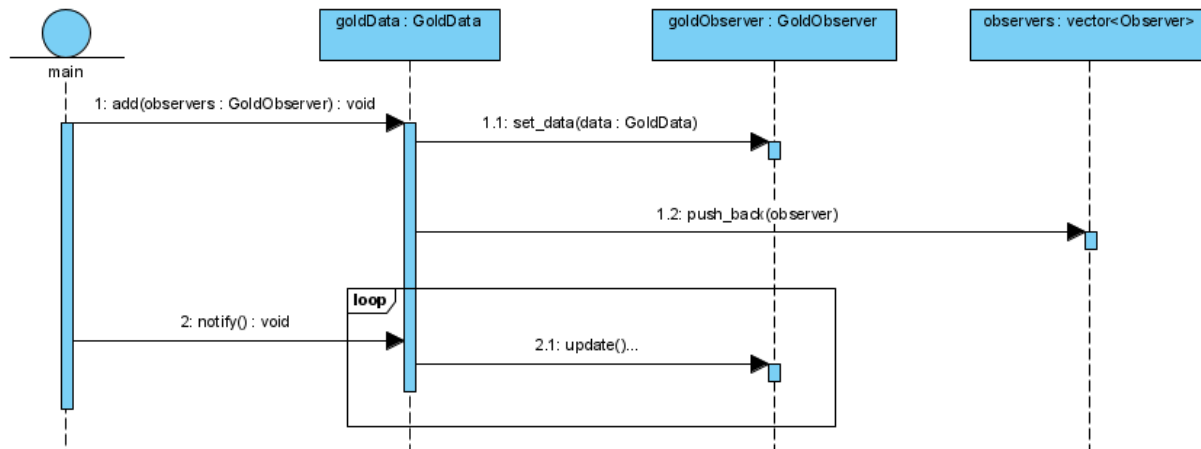 goldData : GoldData
goldObserver : GoldObserver
observers : vector<Observer>
main
1: add(observers : GoldObserver) : void
1.1: set_data(data : GoldData)
1.2: push_back(observer)
loop
2: notify() : void
2.1: update()...